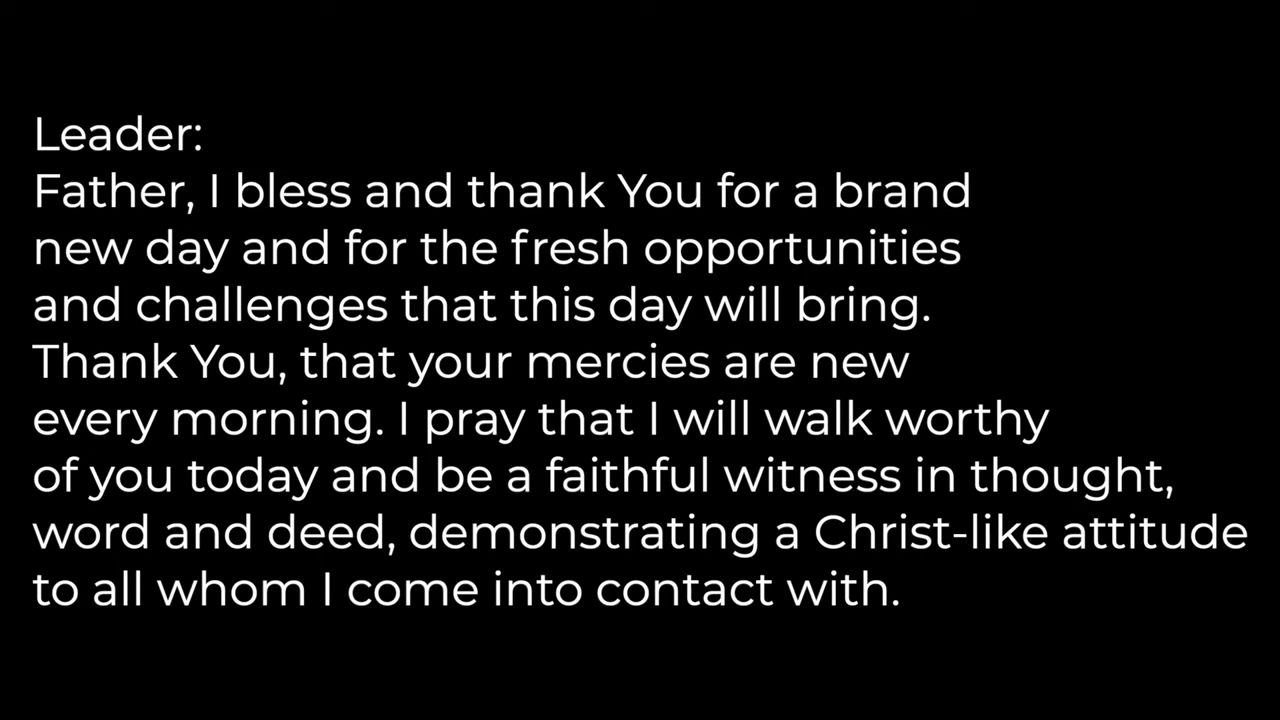 Leader:
Father, I bless and thank You for a brand
new day and for the fresh opportunities
and challenges that this day will bring.
Thank You, that your mercies are new
every morning. I pray that I will walk worthy
of you today and be a faithful witness in thought,
word and deed, demonstrating a Christ-like attitude
to all whom I come into contact with.